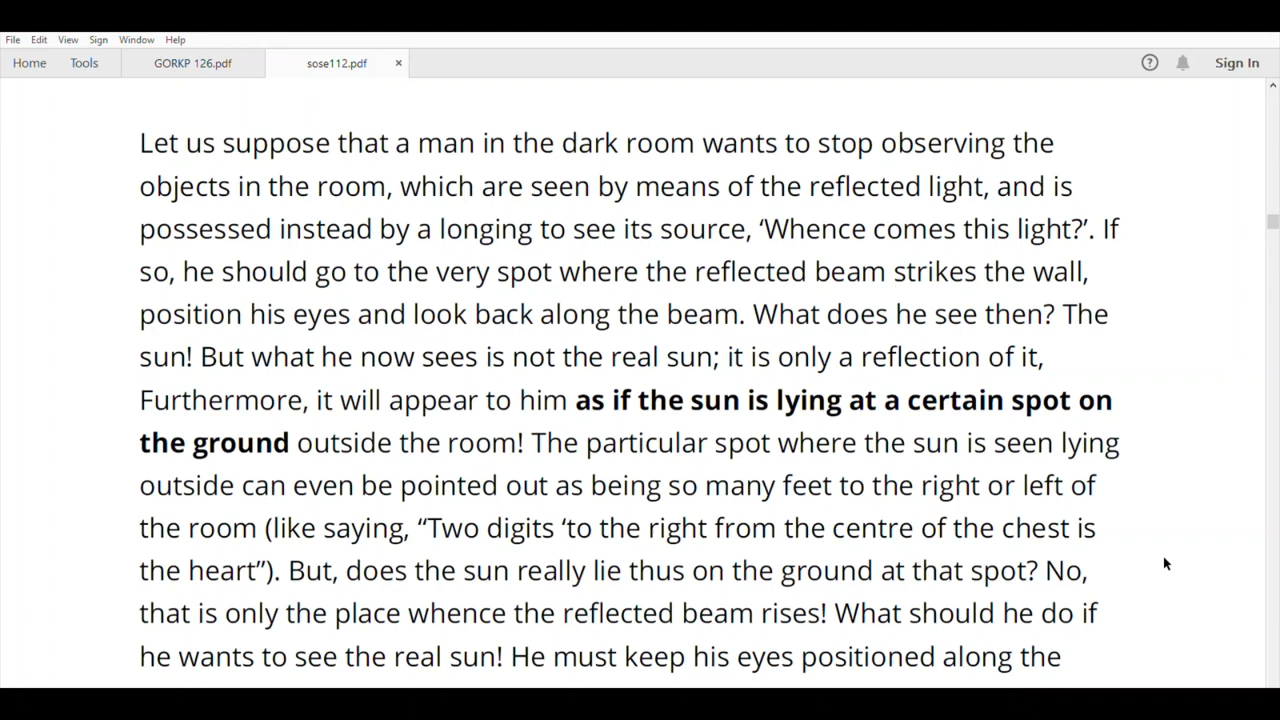 File Edit View Sign Window Help
Home Tools GORKP 126.pdf sose112.pdf × ? Sign In
Let us suppose that a man in the dark room wants to stop observing the
objects in the room, which are seen by means of the reflected light, and is
possessed instead by a longing to see its source, ‘Whence comes this light?’. If
so, he should go to the very spot where the reflected beam strikes the wall,
position his eyes and look back along the beam. What does he see then? The
sun! But what he now sees is not the real sun; it is only a reflection of it,
Furthermore, it will appear to him as if the sun is lying at a certain spot on
the ground outside the room! The particular spot where the sun is seen lying
outside can even be pointed out as being so many feet to the right or left of
the room (like saying, “Two digits ‘to the right from the centre of the chest is
the heart”). But, does the sun really lie thus on the ground at that spot? No,
that is only the place whence the reflected beam rises! What should he do if
he wants to see the real sun! He must keep his eyes positioned along the